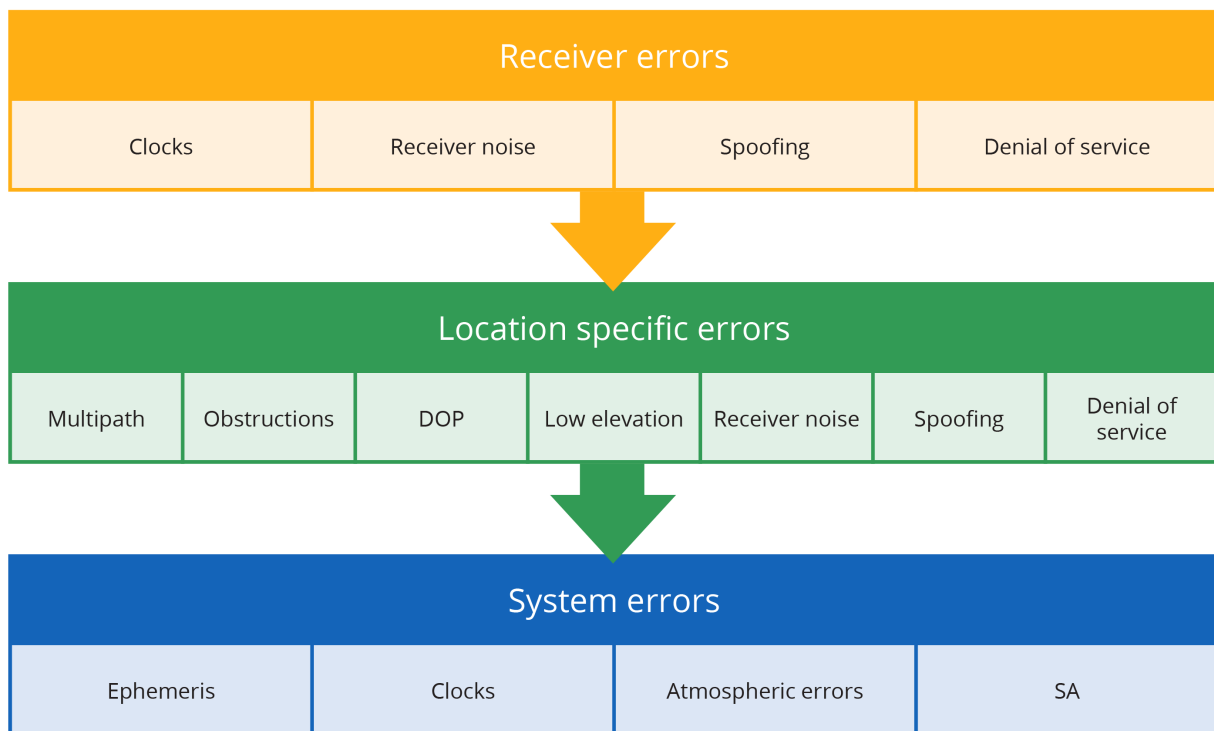 Receiver errors
Clocks
Receiver noise
Spoofing
Denial of service
Location specific errors
Multipath
Obstructions
DOP
Low elevation
Receiver noise
Spoofing
Denial of
service
System errors
Ephemeris
Clocks
Atmospheric errors
SA